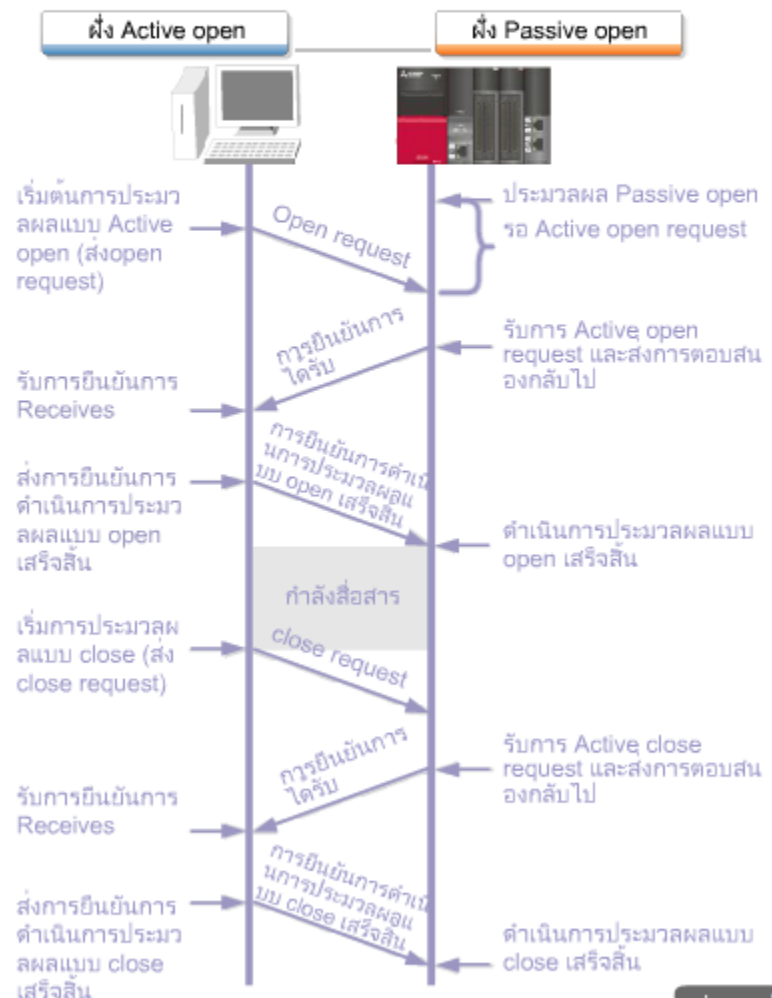 ฝั่ง Active open
ฝั่ง Passive open
เริ่มต้นการประมว
ลผลแบบ Active
open (ส่งopen
request)
Open request
ประมวลผล Passive open
รอ Active open request
การยืนยันการ
ได้รับ
รับการ Active open
request และส่งการตอบสน
องกลับไป
รับการยืนยันการ
Receives
ส่งการยืนยันการ
ดำเนินการประมว
ลผลแบบ open
เสร็จสิ้น
การยืนยันการดำเนิ
นการประมวลผอแ
บบ open เสร็จสิ้น
ดำเนินการประมวลผลแบบ
open เสร็จสิ้น
กำลังสื่อสาร
เริ่มการประมวลผ
ลแบบ close (ส่ง
close request)
close request
การยืนยันการ
ได้รับ
รับการ Active close
request และส่งการตอบสน
องกลับไป
รับการยืนยันการ
Receives
ส่งการยืนยันการ
ดำเนินการประมว
ลผลแบบ close
เสร็จสิ้น
การยืนยันการดำเนิ
นการประมวลผอแ
บบ close เสร็จสิ้น
ดำเนินการประมวลผลแบบ
close เสร็จสิ้น